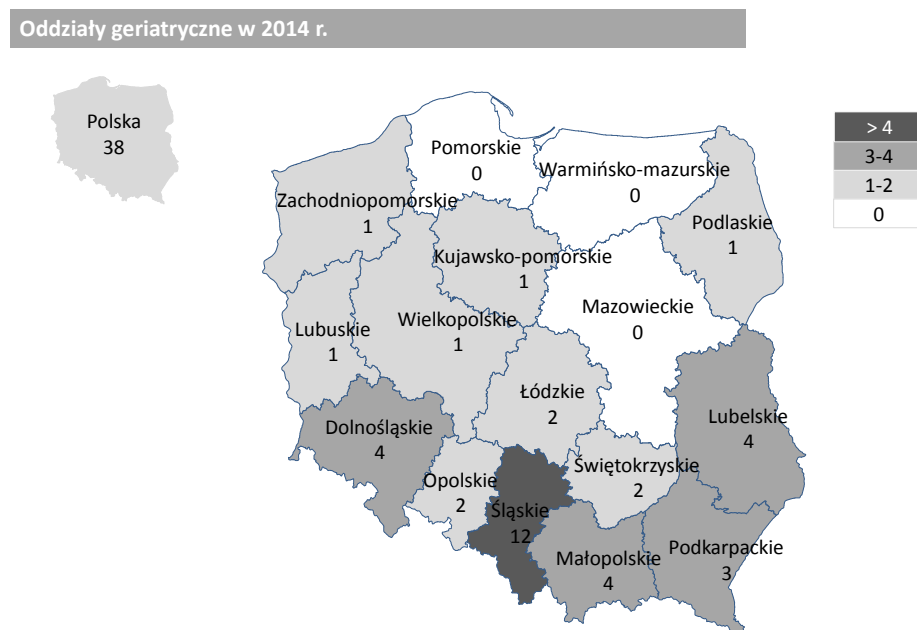 Oddziały geriatryczne w 2014 r.
Polska
38
> 4
3-4
1-2
0
Pomorskie
0
Warmińsko-mazurskie
0
Zachodniopomorskie
1
Podlaskie
1
Kujawsko-pomorskie
1
Mazowieckie
0
Lubuskie
1
Wielkopolskie
1
Łódzkie
2
Lubelskie
4
Dolnośląskie
4
Opolskie
2
Śląskie
12
Świętokrzyskie
2
Małopolskie
4
Podkarpackie
3